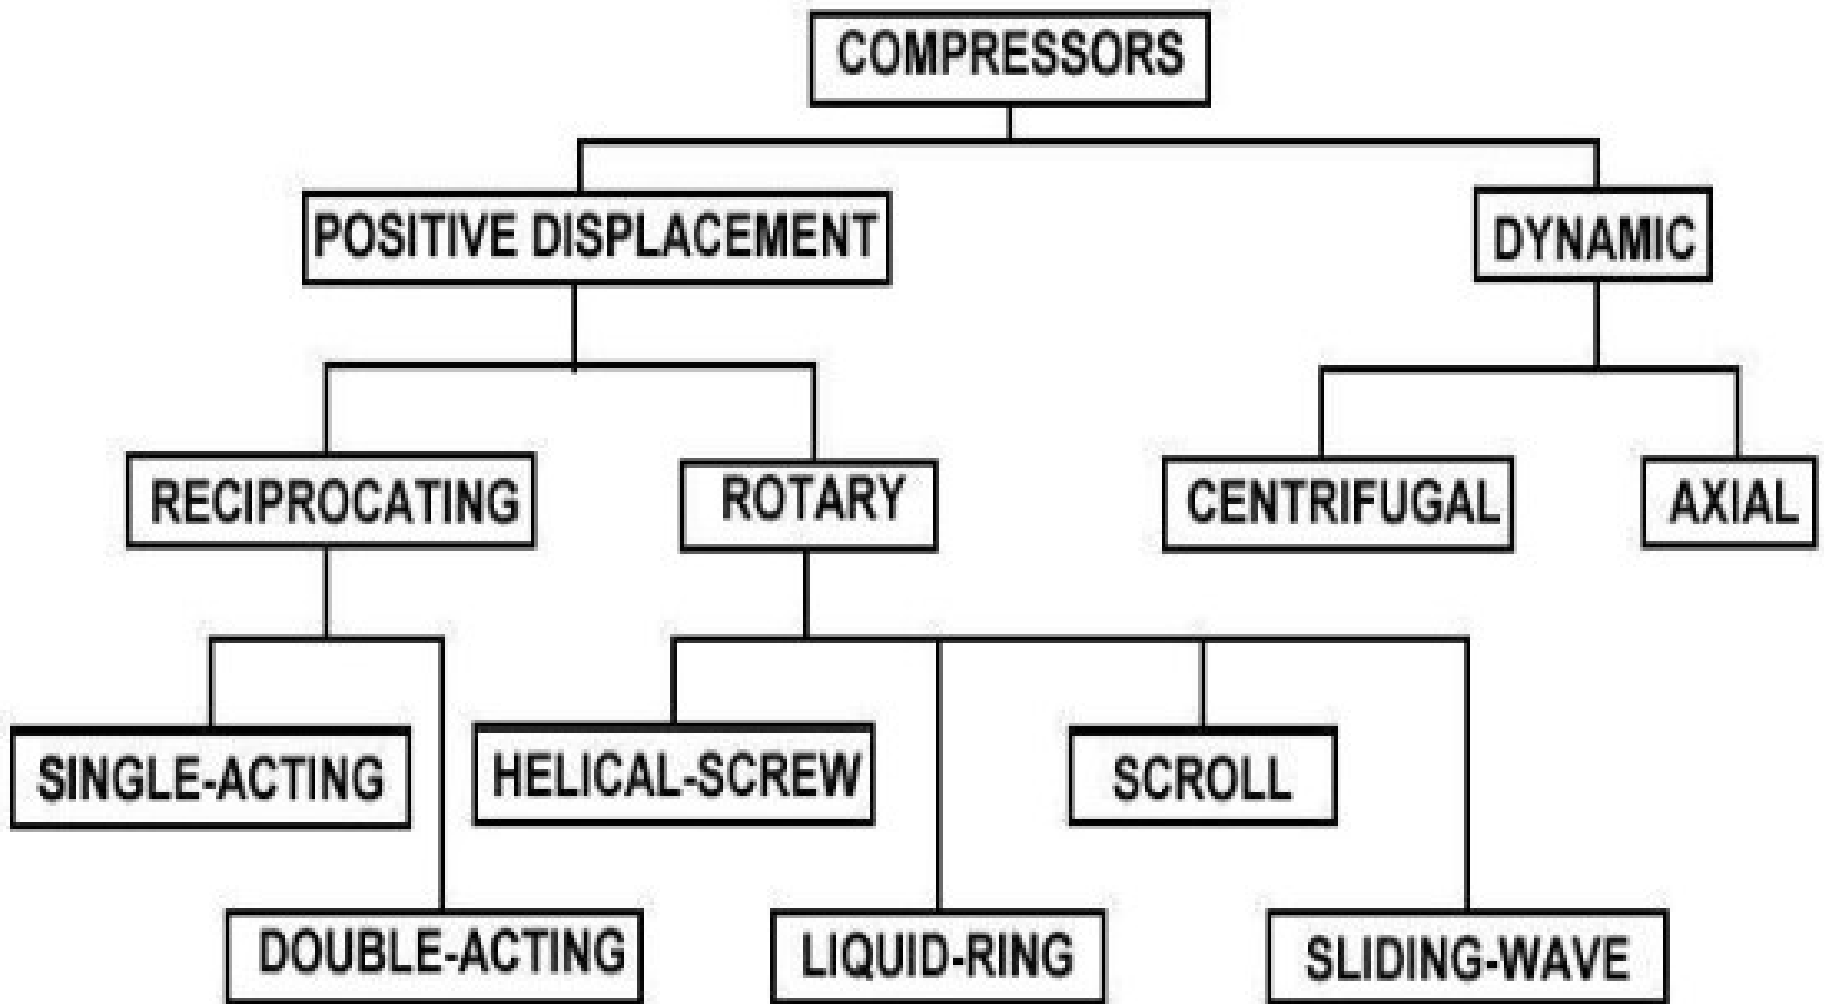 COMPRESSORS
POSITIVE DISPLACEMENT
DYNAMIC
RECIPROCATING
ROTARY
CENTRIFUGAL
AXIAL
SINGLE-ACTING
HELICAL-SCREW
SCROLL
DOUBLE-ACTING
LIQUID-RING
SLIDING-WAVE